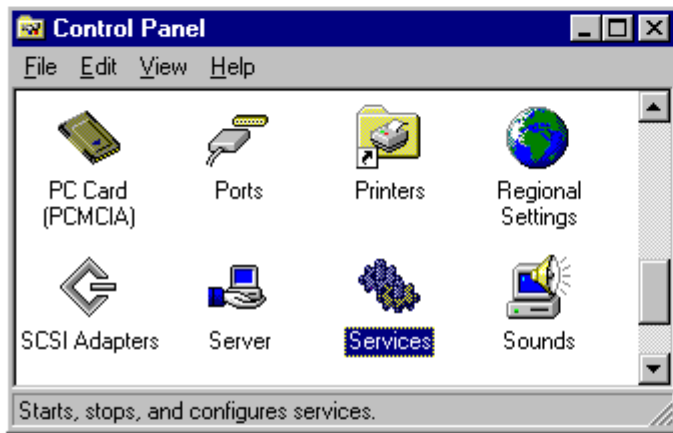 Control Panel
File Edit View Help
PC Card
(PCMCIA)
Ports
Printers
Regional
Settings
SCSI Adapters
Server
Services
Sounds
Starts, stops, and configures services.